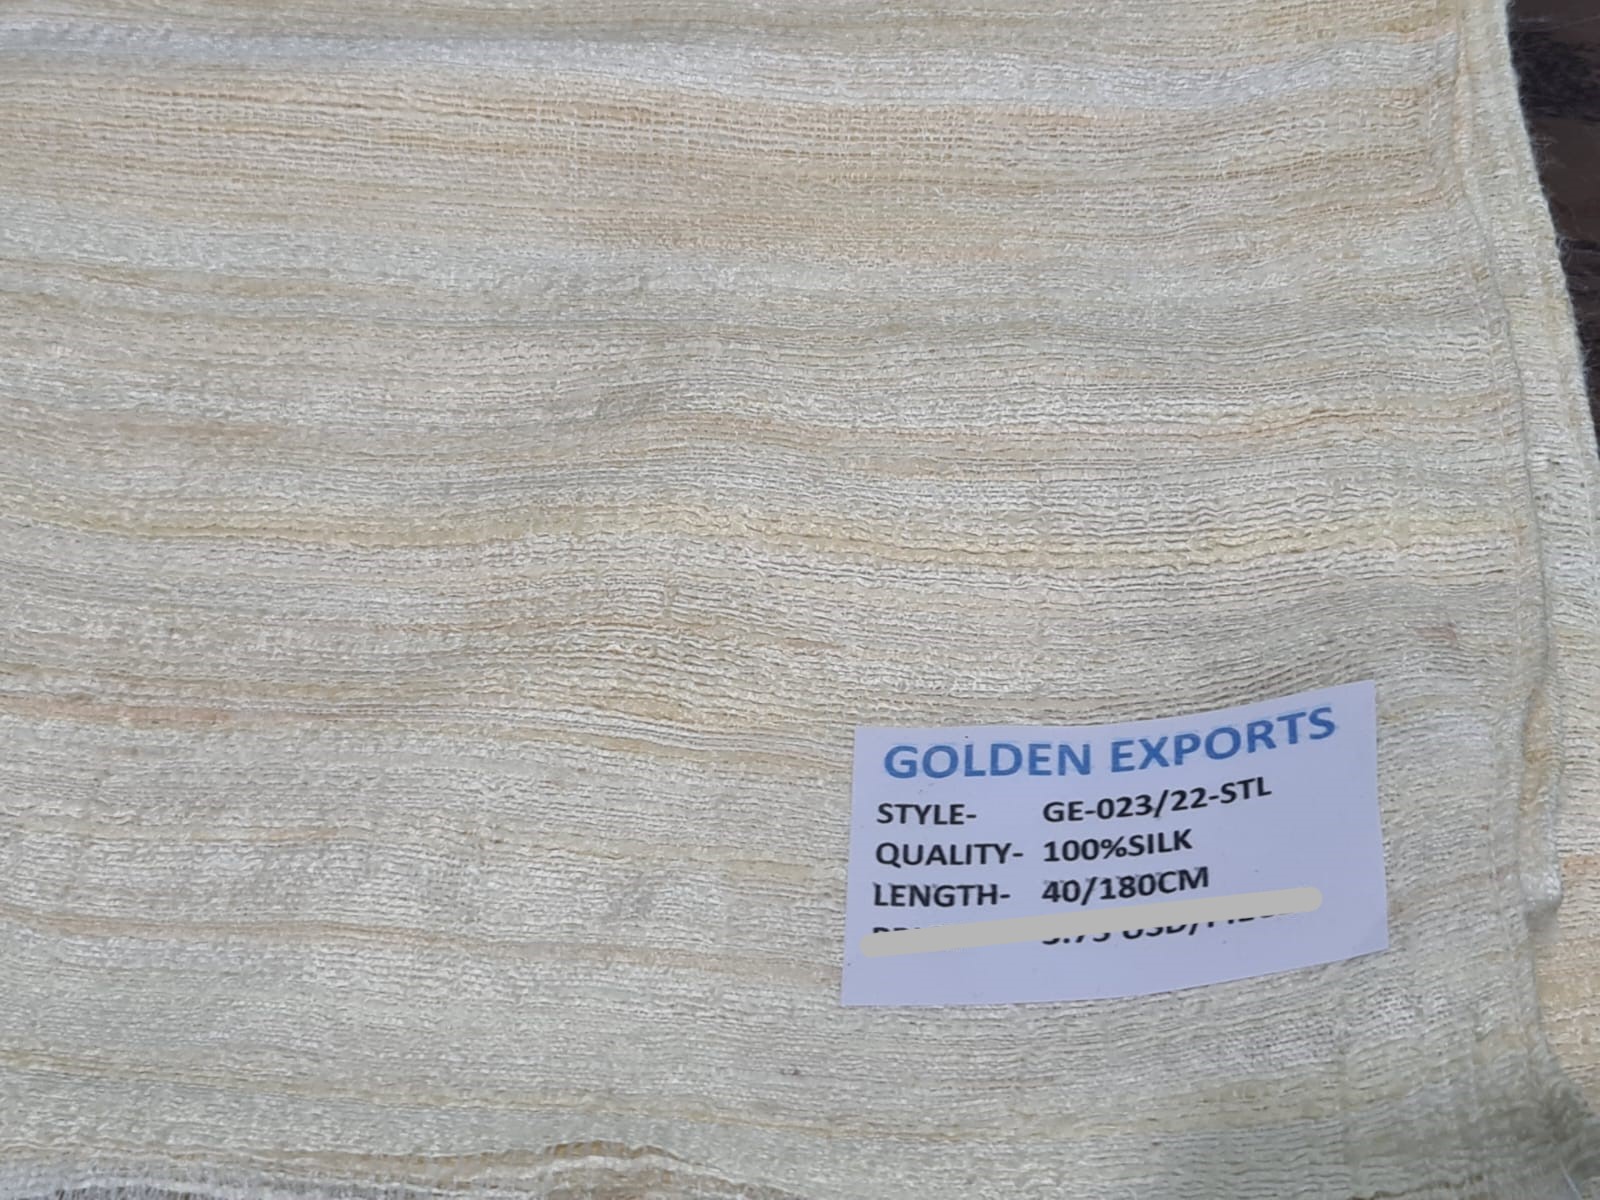 GOLDEN EXPORTS
STYLE- GE-023/22-STL
QUALITY- 100%SILK
LENGTH- 40/180CM